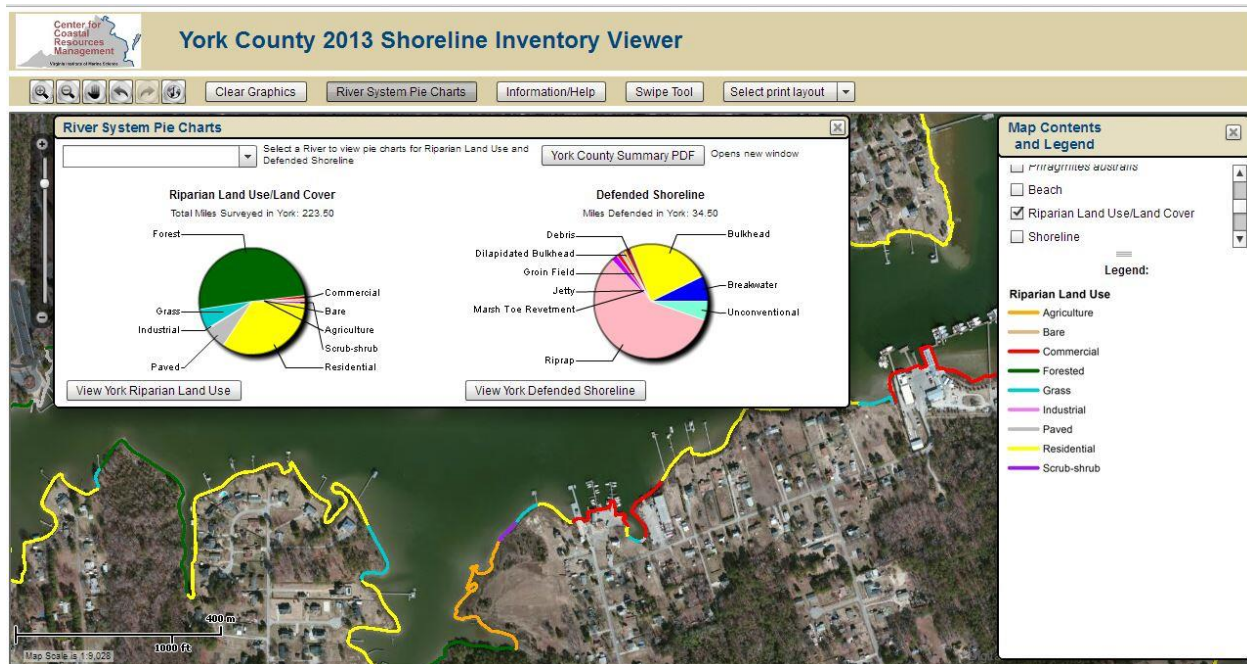 Center for
Coastal
Resources
Management
Virginia Institute of Marine Science
York County 2013 Shoreline Inventory Viewer
Clear Graphics
River System Pie Charts
Information/Help
Swipe Tool
Select print layout
River System Pie Charts
Select a River to view pie charts for Riparian Land Use and
Defended Shoreline
York County Summary PDF
Opens new window
Riparian Land Use/Land Cover
Total Miles Surveyed in York: 223.50
Forest
Grass
Industrial
Paved
Commercial
Bare
Agriculture
Scrub-shrub
Residential
View York Riparian Land Use
Defended Shoreline
Miles Defended in York: 34.50
Debris
Dilapidated Bulkhead
Groin Field
Jetty
Marsh Toe Revetment
Riprap
Bulkhead
Breakwater
Unconventional
View York Defended Shoreline
Map Contents
and Legend
Phragmites australis
Beach
Riparian Land Use/Land Cover
Shoreline
Legend:
Riparian Land Use
Agriculture
Bare
Commercial
Forested
Grass
Industrial
Paved
Residential
Scrub-shrub
400 m
1000 ft
Map Scale is 1:9,028